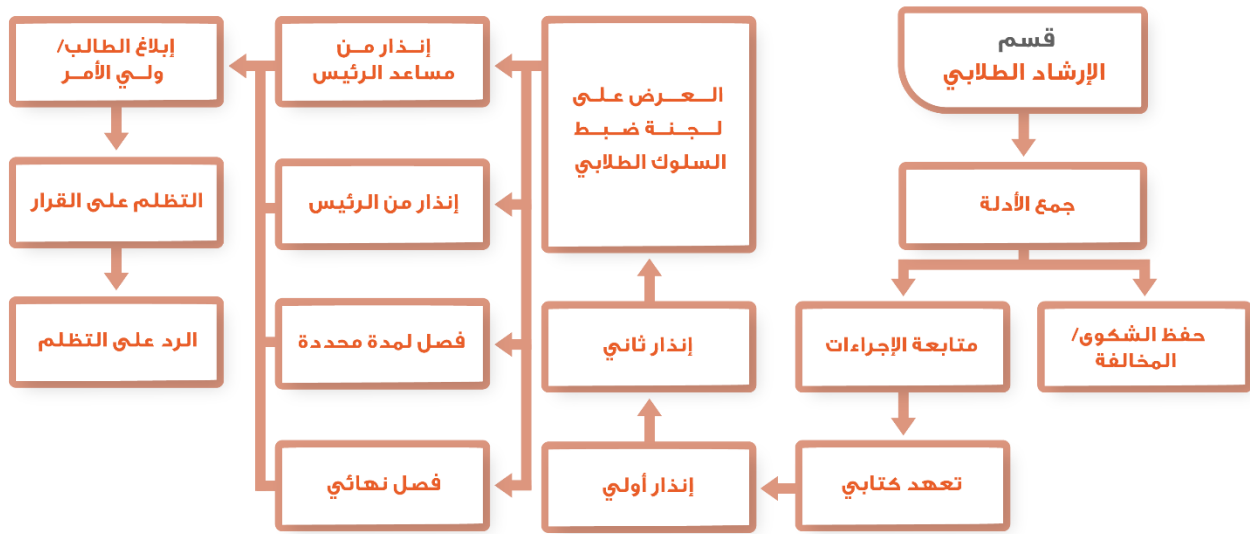 قسم
الإرشاد الطلابي
جمع الأدلة
حفظ الشكوى/
المخالفة
متابعة الإجراءات
تعهد كتابي
إنذار أولي
إنذار ثاني
العرض على
لجنة ضبط
السلوك الطلابي
إنذار من
مساعد الرئيس
إنذار من الرئيس
فصل لمدة محددة
فصل نهائي
إبلاغ الطالب/
ولي الأمر
التظلم على القرار
الرد على التظلم